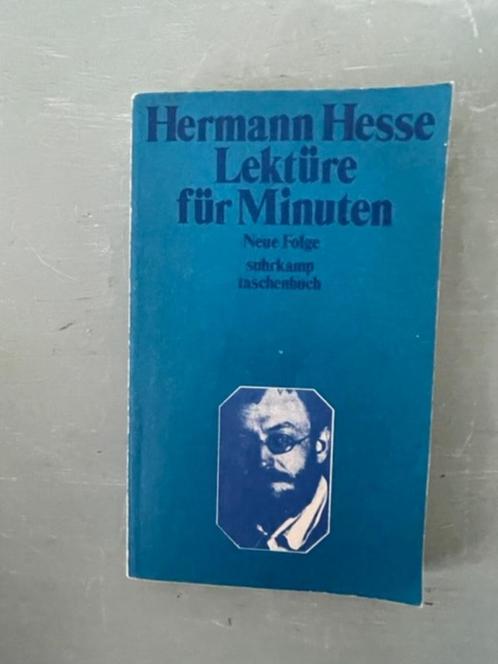 Hermann Hesse
Lektüre
für Minuten
Neue Folge
suhrkamp
taschenbuch